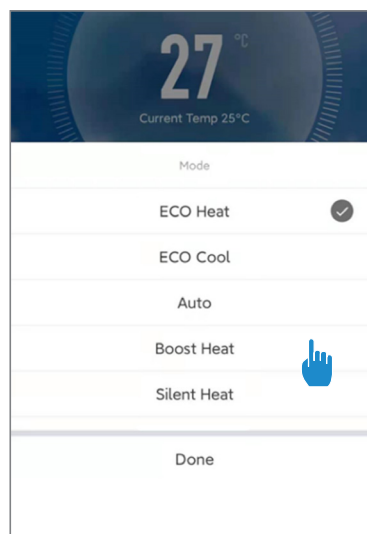 27 °C
Current Temp 25°C
Mode
ECO Heat
ECO Cool
Auto
Boost Heat
Silent Heat
Done